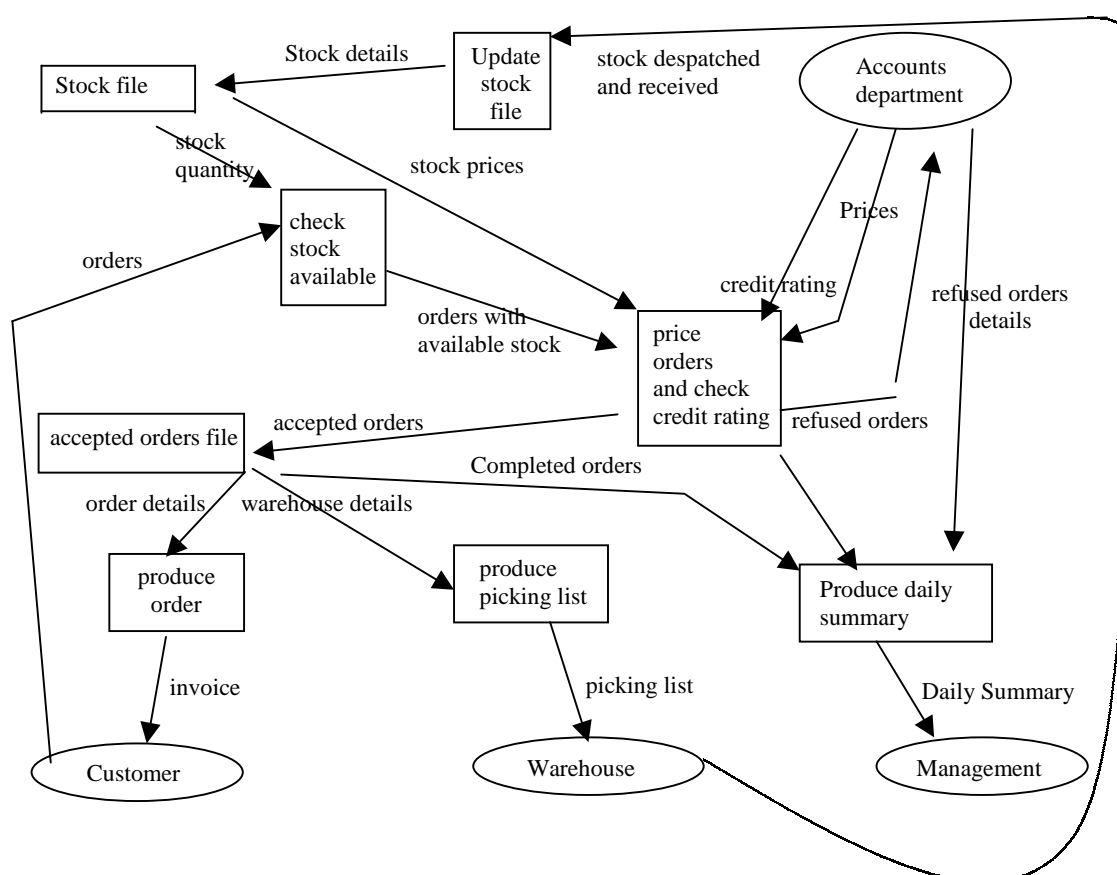 Stock details
Update
stock
file
stock despatched
and received
Accounts
department
Stock file
stock
quantity
stock prices
check
stock
available
orders
Prices
credit rating
refused orders
details
orders with
available stock
price
orders
and check
credit rating
accepted orders file
accepted orders
refused orders
Completed orders
order details
warehouse details
produce
order
produce
picking list
Produce daily
summary
invoice
picking list
Daily Summary
Customer
Warehouse
Management